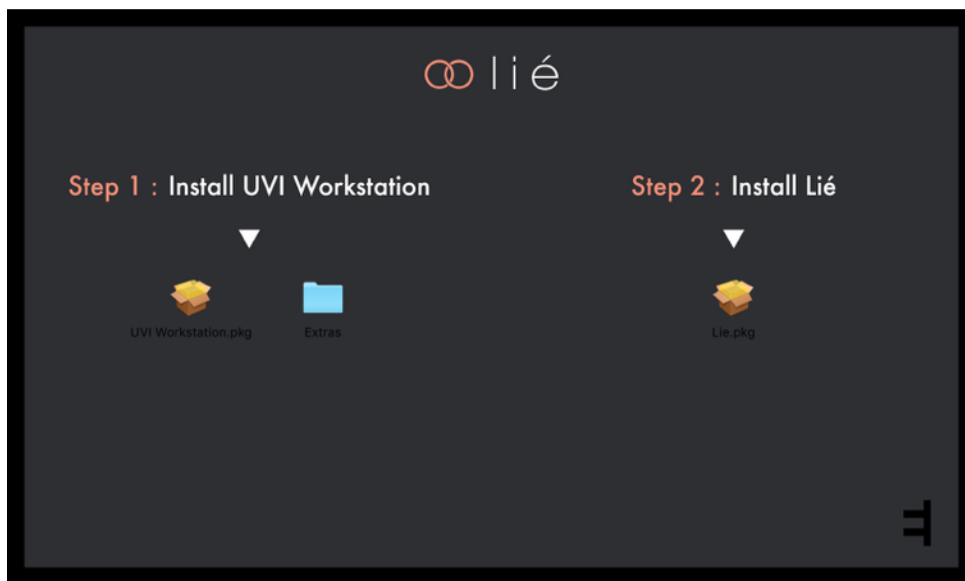 lié
Step 1 : Install UVI Workstation
Step 2 : Install Lié
UVI Workstation.pkg
Extras
Lie.pkg